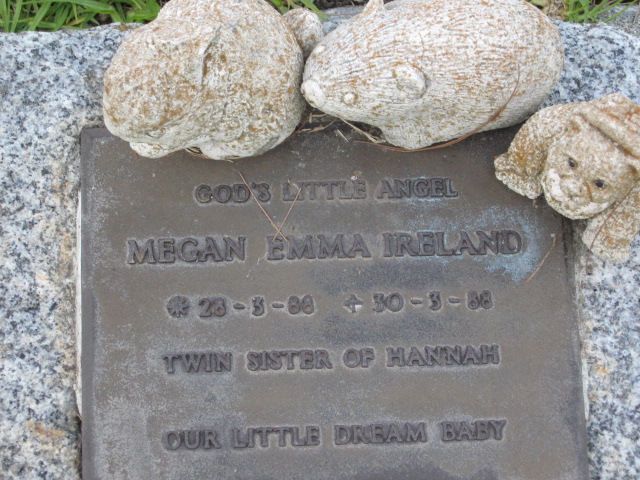 GOD'S LITTLE ANGEL
MEGAN EMMA IRELAND
* 28-3-88 + 30-3-88
TWIN SISTER OF HANNAH
OUR LITTLE DREAM BABY